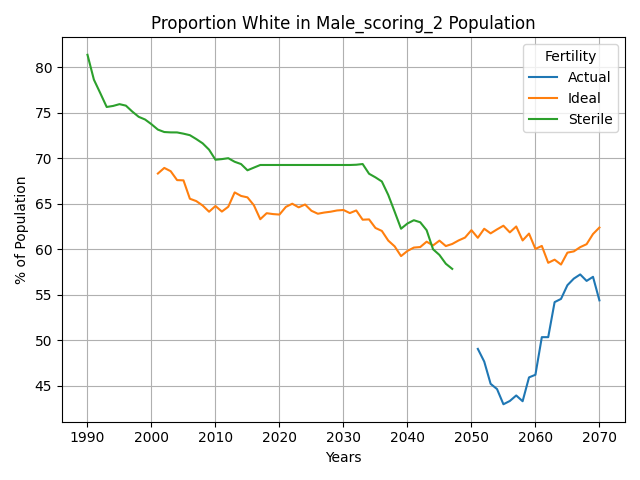 Proportion White in Male_scoring_2 Population
Fertility
Actual
Ideal
Sterile
% of Population
80
75
70
65
60
55
50
45
1990 2000 2010 2020 2030 2040 2050 2060 2070
Years